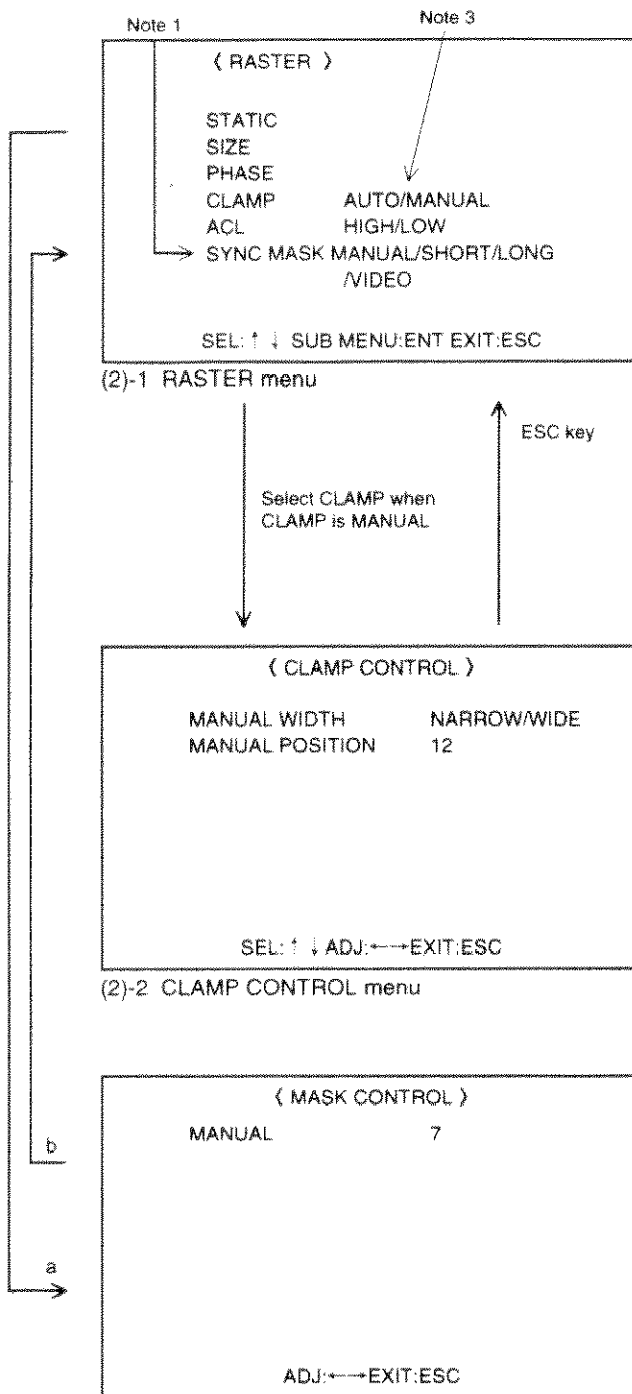 Note 1
Note 3
《 RASTER 》
STATIC
SIZE
PHASE
CLAMP AUTO/MANUAL
ACL HIGH/LOW
SYNC MASK MANUAL/SHORT/LONG
/VIDEO
SEL: ↑ ↓ SUB MENU:ENT EXIT:ESC
(2)-1 RASTER menu
ESC key
Select CLAMP when
CLAMP is MANUAL
《 CLAMP CONTROL 》
MANUAL WIDTH NARROW/WIDE
MANUAL POSITION 12
SEL: ↑ ↓ ADJ:←→EXIT:ESC
(2)-2 CLAMP CONTROL menu
《 MASK CONTROL 》
MANUAL 7
b
a
ADJ:←→EXIT:ESC